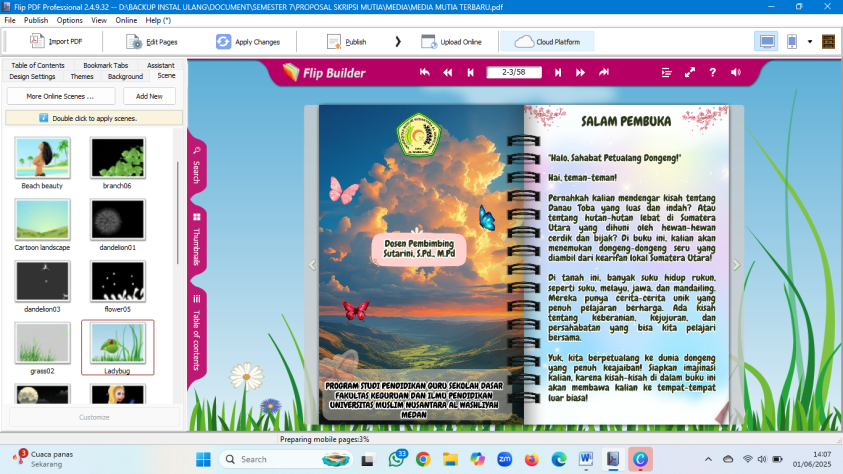 Flip PDF Professional 2.4.9.32 -- D:\BACKUP INSTAL ULANG\DOCUMENT\SEMESTER 7\PROPOSAL SKRIPSI MUTIA\MEDIA\MEDIA MUTIA TERBARU.pdf
File Publish Options View Online Help (*)
Import PDF Edit Pages Apply Changes Publish Upload Online Cloud Platform
Table of Contents Bookmark Tabs Assistant
Design Settings Themes Background Scene
More Online Scenes ... Add New
Double click to apply scenes.
Beach beauty branch06
Cartoon landscape dandelion01
dandelion03 flower05
grass02 Ladybug
Customize
Flip Builder
2-3/58
Search
Thumbnails
Table of contents
Dosen Pembimbing
Sutarini, S.Pd., M.Pd
PROGRAM STUDI PENDIDIKAN GURU SEKOLAH DASAR
FAKULTAS KEGURUAN DAN ILMU PENDIDIKAN
UNIVERSITAS MUSLIM NUSANTARA AL WASHLIYAH
MEDAN
SALAM PEMBUKA
"Halo, Sahabat Petualang Dongeng!"
Hai, teman-teman!
Pernahkah kalian mendengar kisah tentang
Danau Toba yang luas dan indah? Atau
tentang hutan-hutan lebat di Sumatera
Utara yang dihuni oleh hewan-hewan
cerdik dan bijak? Di buku ini, kalian akan
menemukan dongeng-dongeng seru yang
diambil dari kearifan lokal Sumatera Utara!
Di tanah ini, banyak suku hidup rukun,
seperti suku, melayu, jawa, dan mandailing.
Mereka punya cerita-cerita unik yang
penuh pelajaran berharga. Ada kisah
tentang keberanian, kejujuran, dan
persahabatan yang bisa kita pelajari
bersama.
Yuk, kita berpetualang ke dunia dongeng
yang penuh keajaiban! Siapkan imajinasi
kalian, karena kisah-kisah di dalam buku ini
akan membawa kalian ke tempat-tempat
luar biasa!
Preparing mobile pages:3%
3
Cuaca panas
Sekarang
Search
33
zm
14:07
01/06/2025